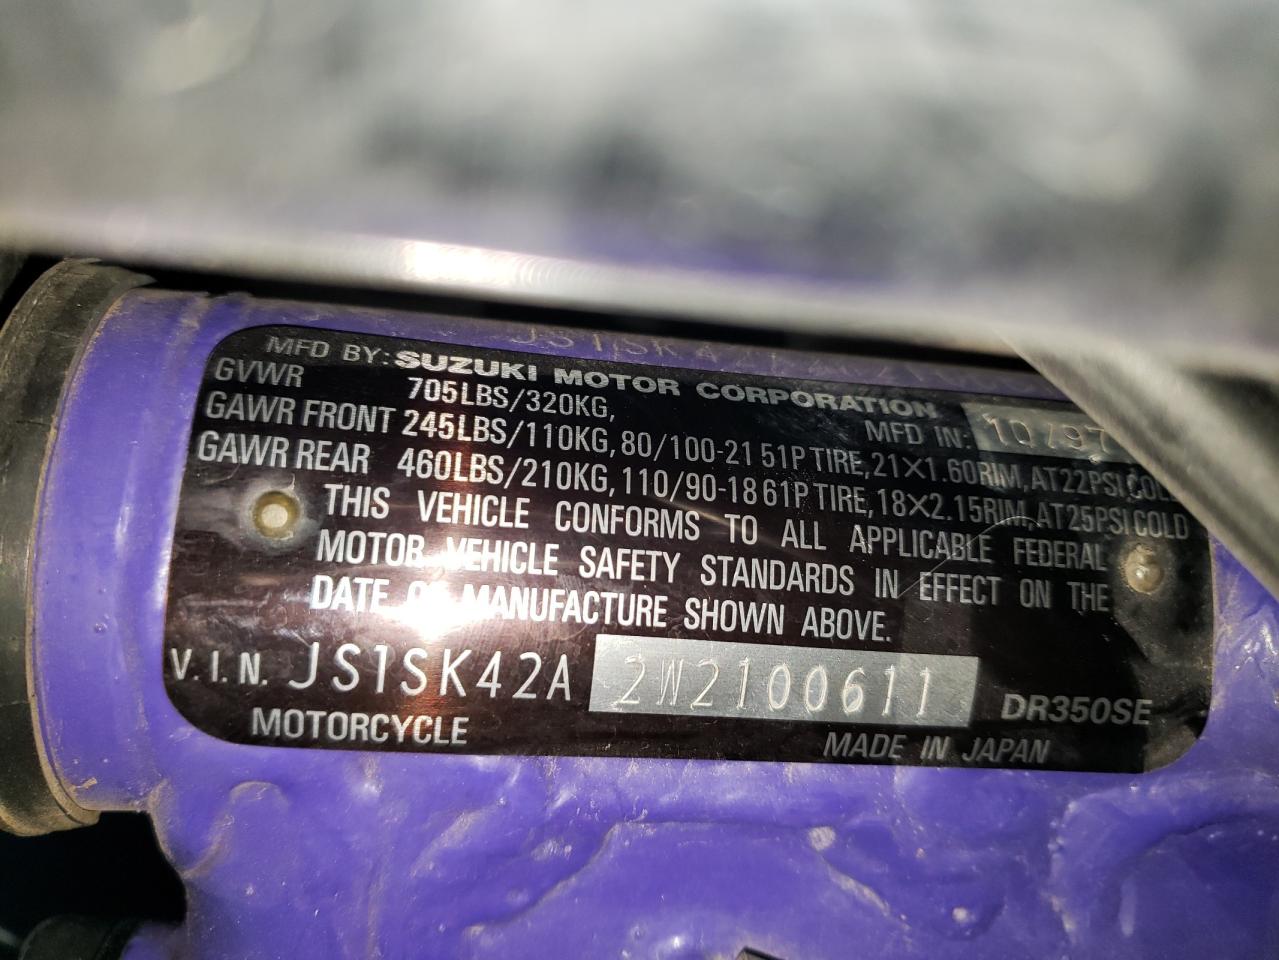 JS1SK42A
MFD BY: SUZUKI MOTOR CORPORATION
MFD IN: 10/97
GVWR 705LBS/320KG,
GAWR FRONT 245LBS/110KG, 80/100-21 51P TIRE, 21×1.60RIM, AT22PSI COLD
GAWR REAR 460LBS/210KG, 110/90-18 61P TIRE, 18×2.15RIM, AT25PSI COLD
THIS VEHICLE CONFORMS TO ALL APPLICABLE FEDERAL
MOTOR VEHICLE SAFETY STANDARDS IN EFFECT ON THE
DATE OF MANUFACTURE SHOWN ABOVE.
V.I.N. JS1SK42A 2W2100611 DR350SE
MOTORCYCLE MADE IN JAPAN